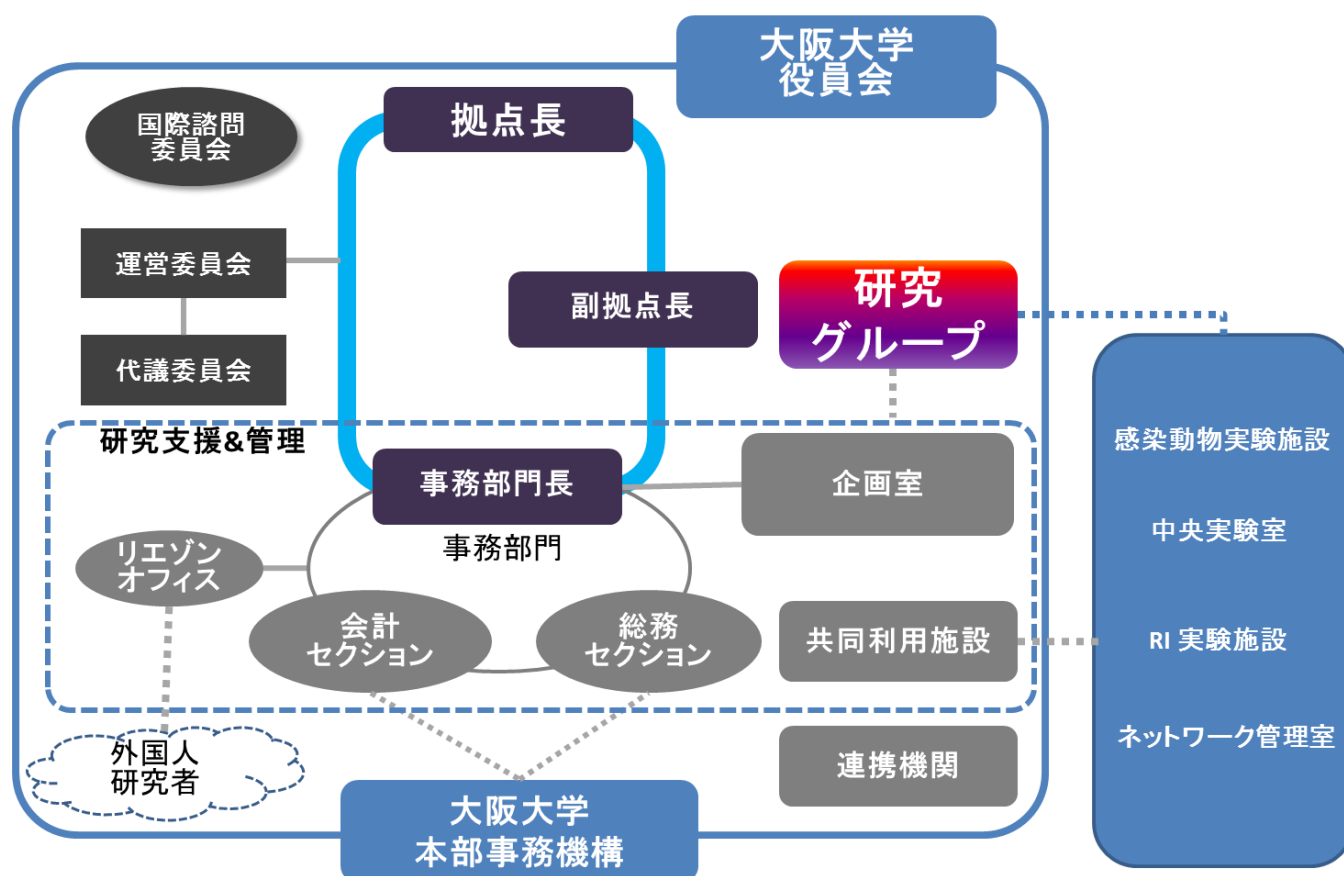 大阪大学
役員会
国際諮問
委員会
拠点長
運営委員会
副拠点長
研究
グループ
代議委員会
研究支援&管理
事務部門長
事務部門
企画室
リエゾン
オフィス
会計
セクション
総務
セクション
共同利用施設
感染動物実験施設
中央実験室
RI 実験施設
ネットワーク管理室
外国人
研究者
連携機関
大阪大学
本部事務機構